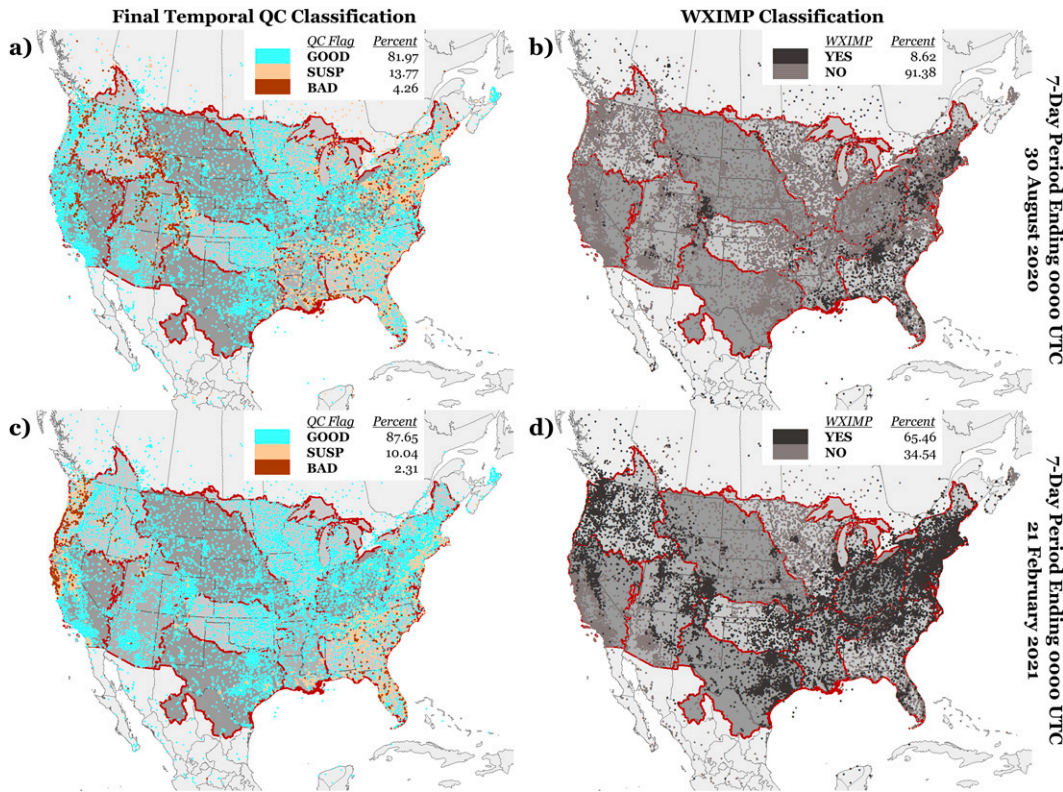 Final Temporal QC Classification
WXIMP Classification
a)
QC Flag Percent
GOOD 81.97
SUSP 13.77
BAD 4.26
b)
WXIMP Percent
YES 8.62
NO 91.38
7-Day Period Ending 0000 UTC
30 August 2020
c)
QC Flag Percent
GOOD 87.65
SUSP 10.04
BAD 2.31
d)
WXIMP Percent
YES 65.46
NO 34.54
7-Day Period Ending 0000 UTC
21 February 2021